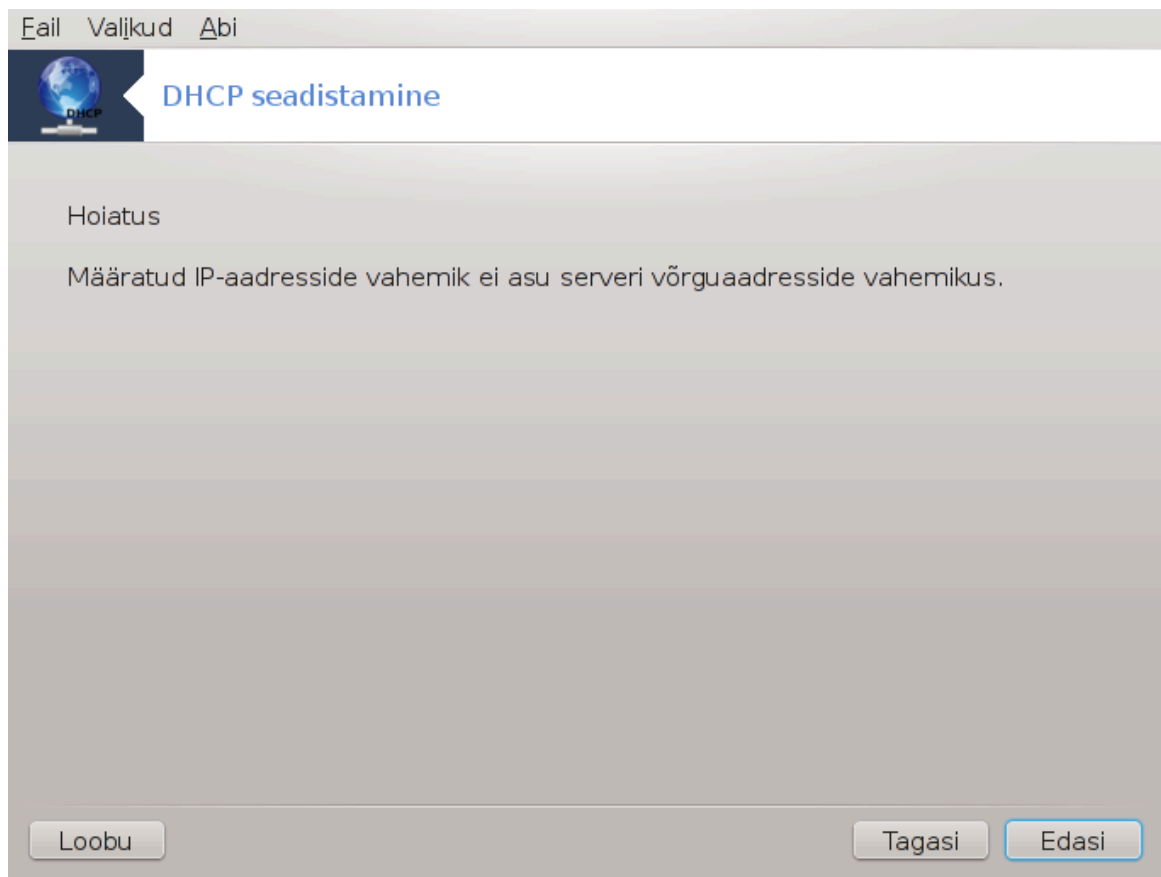 Fail Valikud Abi
DHCP
DHCP seadistamine
Hoiatus
Määratud IP-aadresside vahemik ei asu serveri võrguaadresside vahemikus.
Loobu Tagasi Edasi